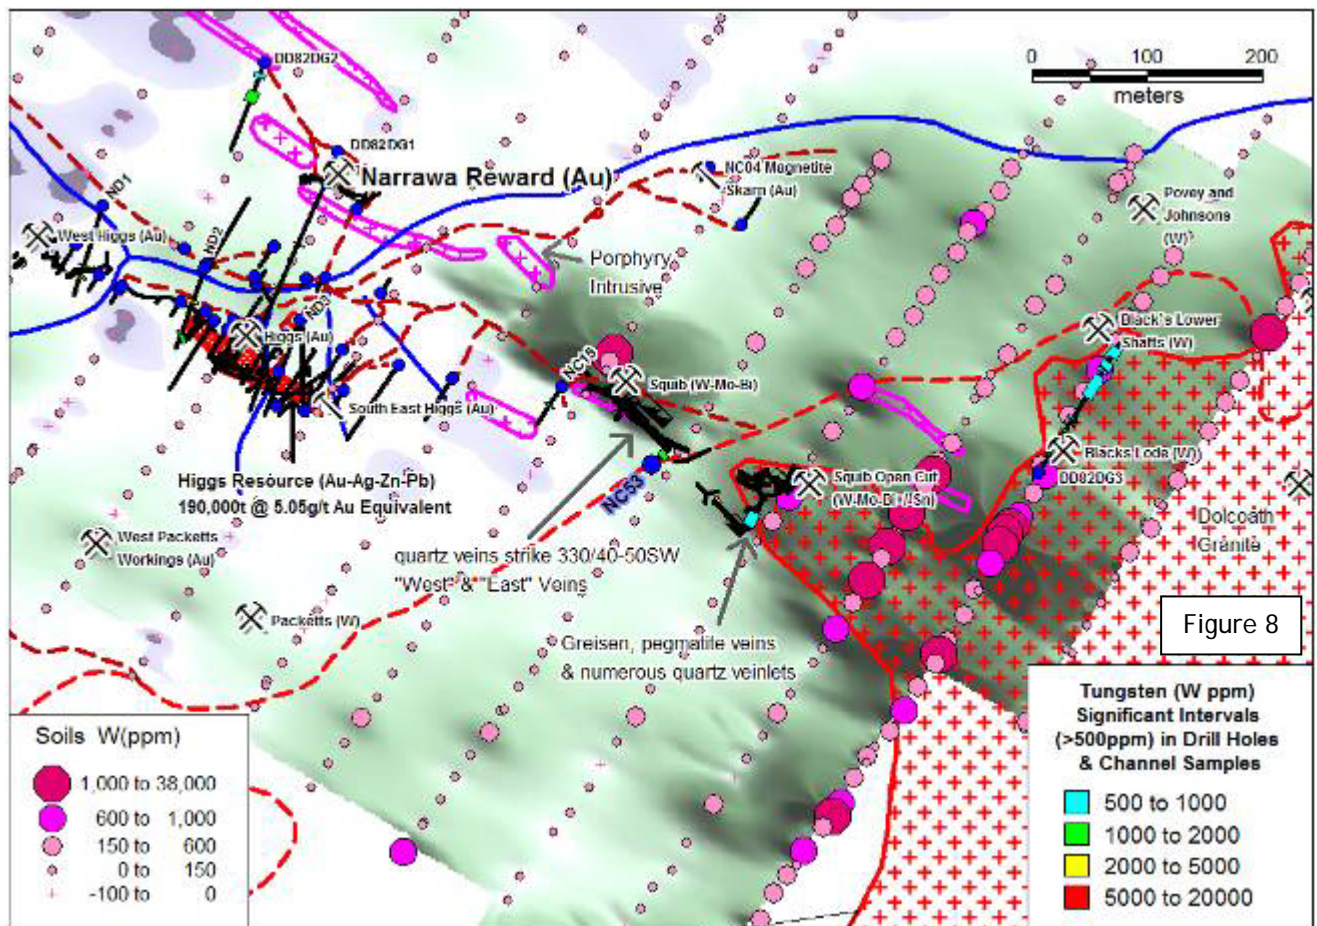 DD82DG2
0 100 200
meters
DD82DG1
Narrawa Reward (Au)
NC04 Magnetite
Skarn (Au)
Povey and
Johnsons
(W)
ND1
West Higgs (Au)
ND2
Porphyry
Intrusive
ND3
Higgs (Au)
Black's Lower
Shafts (W)
NC16
Squib (W-Mo-Bi)
South East Higgs (Au)
Blacks Lode (W)
DD82DG3
Higgs Resource (Au-Ag-Zn-Pb)
190,000t @ 5.05g/t Au Equivalent
NC53
Squib Open Cut
(W-Mo-Bi+/-Sn)
Dolcoath
Granite
West Packetts
Workings (Au)
quartz veins strike 330/40-50SW
"West" & "East" Veins
Packetts (W)
Greisen, pegmatite veins
& numerous quartz veinlets
Figure 8
Soils W(ppm)
1,000 to 38,000
600 to 1,000
150 to 600
0 to 150
-100 to 0
Tungsten (W ppm)
Significant Intervals
(>500ppm) in Drill Holes
& Channel Samples
500 to 1000
1000 to 2000
2000 to 5000
5000 to 20000